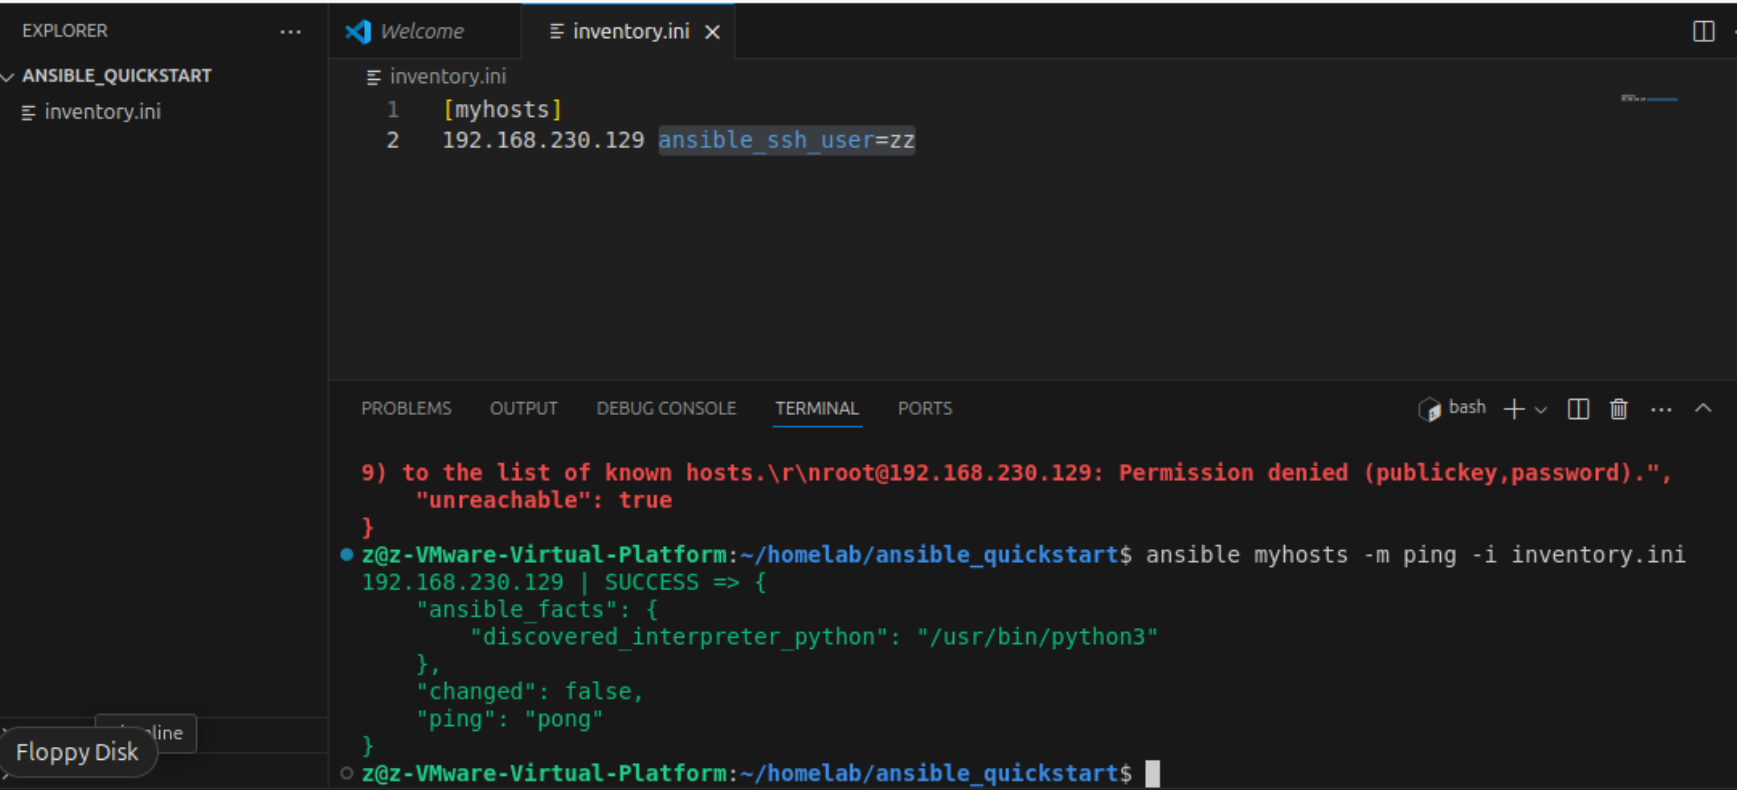 EXPLORER
Welcome
inventory.ini
ANSIBLE_QUICKSTART
inventory.ini
inventory.ini
1 [myhosts]
2 192.168.230.129 ansible_ssh_user=zz
PROBLEMS OUTPUT DEBUG CONSOLE TERMINAL PORTS bash
9) to the list of known hosts.\r\nroot@192.168.230.129: Permission denied (publickey,password).",
"unreachable": true
}
z@z-VMware-Virtual-Platform:~/homelab/ansible_quickstart$ ansible myhosts -m ping -i inventory.ini
192.168.230.129 | SUCCESS => {
"ansible_facts": {
"discovered_interpreter_python": "/usr/bin/python3"
},
"changed": false,
"ping": "pong"
}
z@z-VMware-Virtual-Platform:~/homelab/ansible_quickstart$
Floppy Disk